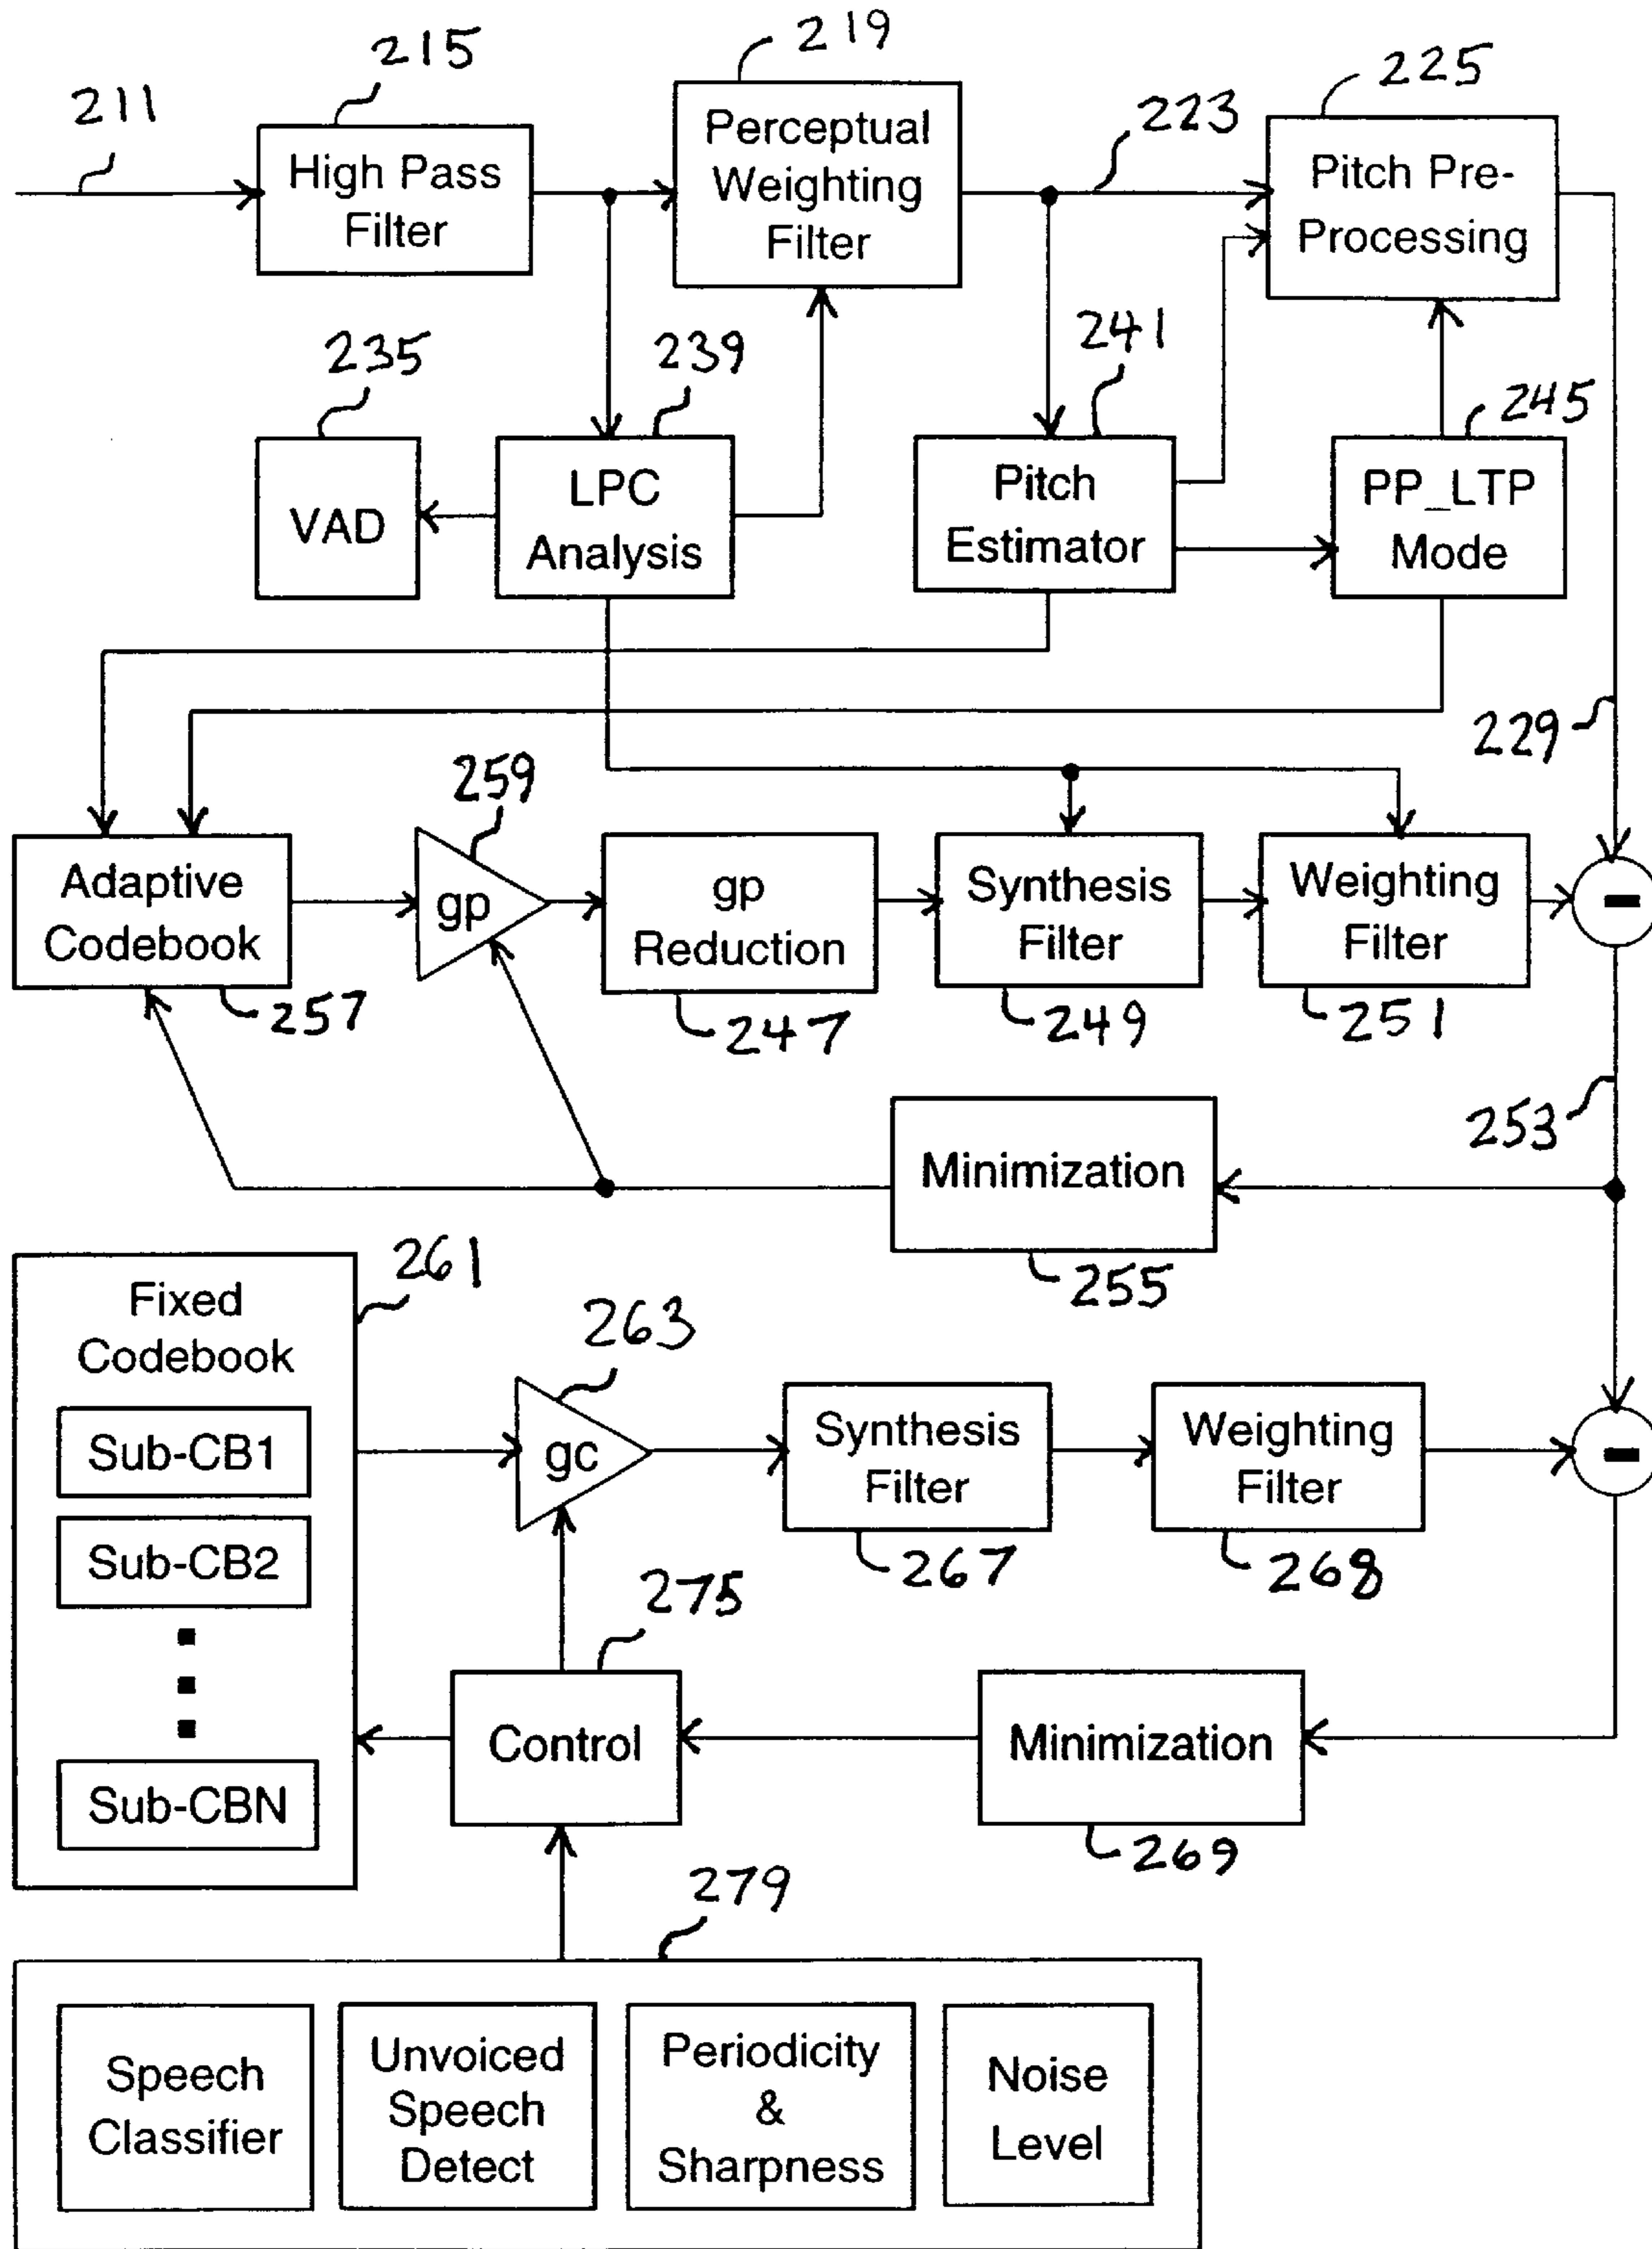 211
215
High Pass
Filter
219
Perceptual
Weighting
Filter
223
225
Pitch Pre-
Processing
235
VAD
239
LPC
Analysis
241
Pitch
Estimator
245
PP_LTP
Mode
229
Adaptive
Codebook
257
259
gp
gp
Reduction
247
Synthesis
Filter
249
Weighting
Filter
251
-
253
Minimization
255
Fixed
Codebook
261
Sub-CB1
Sub-CB2
Sub-CBN
263
gc
Synthesis
Filter
267
Weighting
Filter
268
-
275
Control
Minimization
269
279
Speech
Classifier
Unvoiced
Speech
Detect
Periodicity
&
Sharpness
Noise
Level